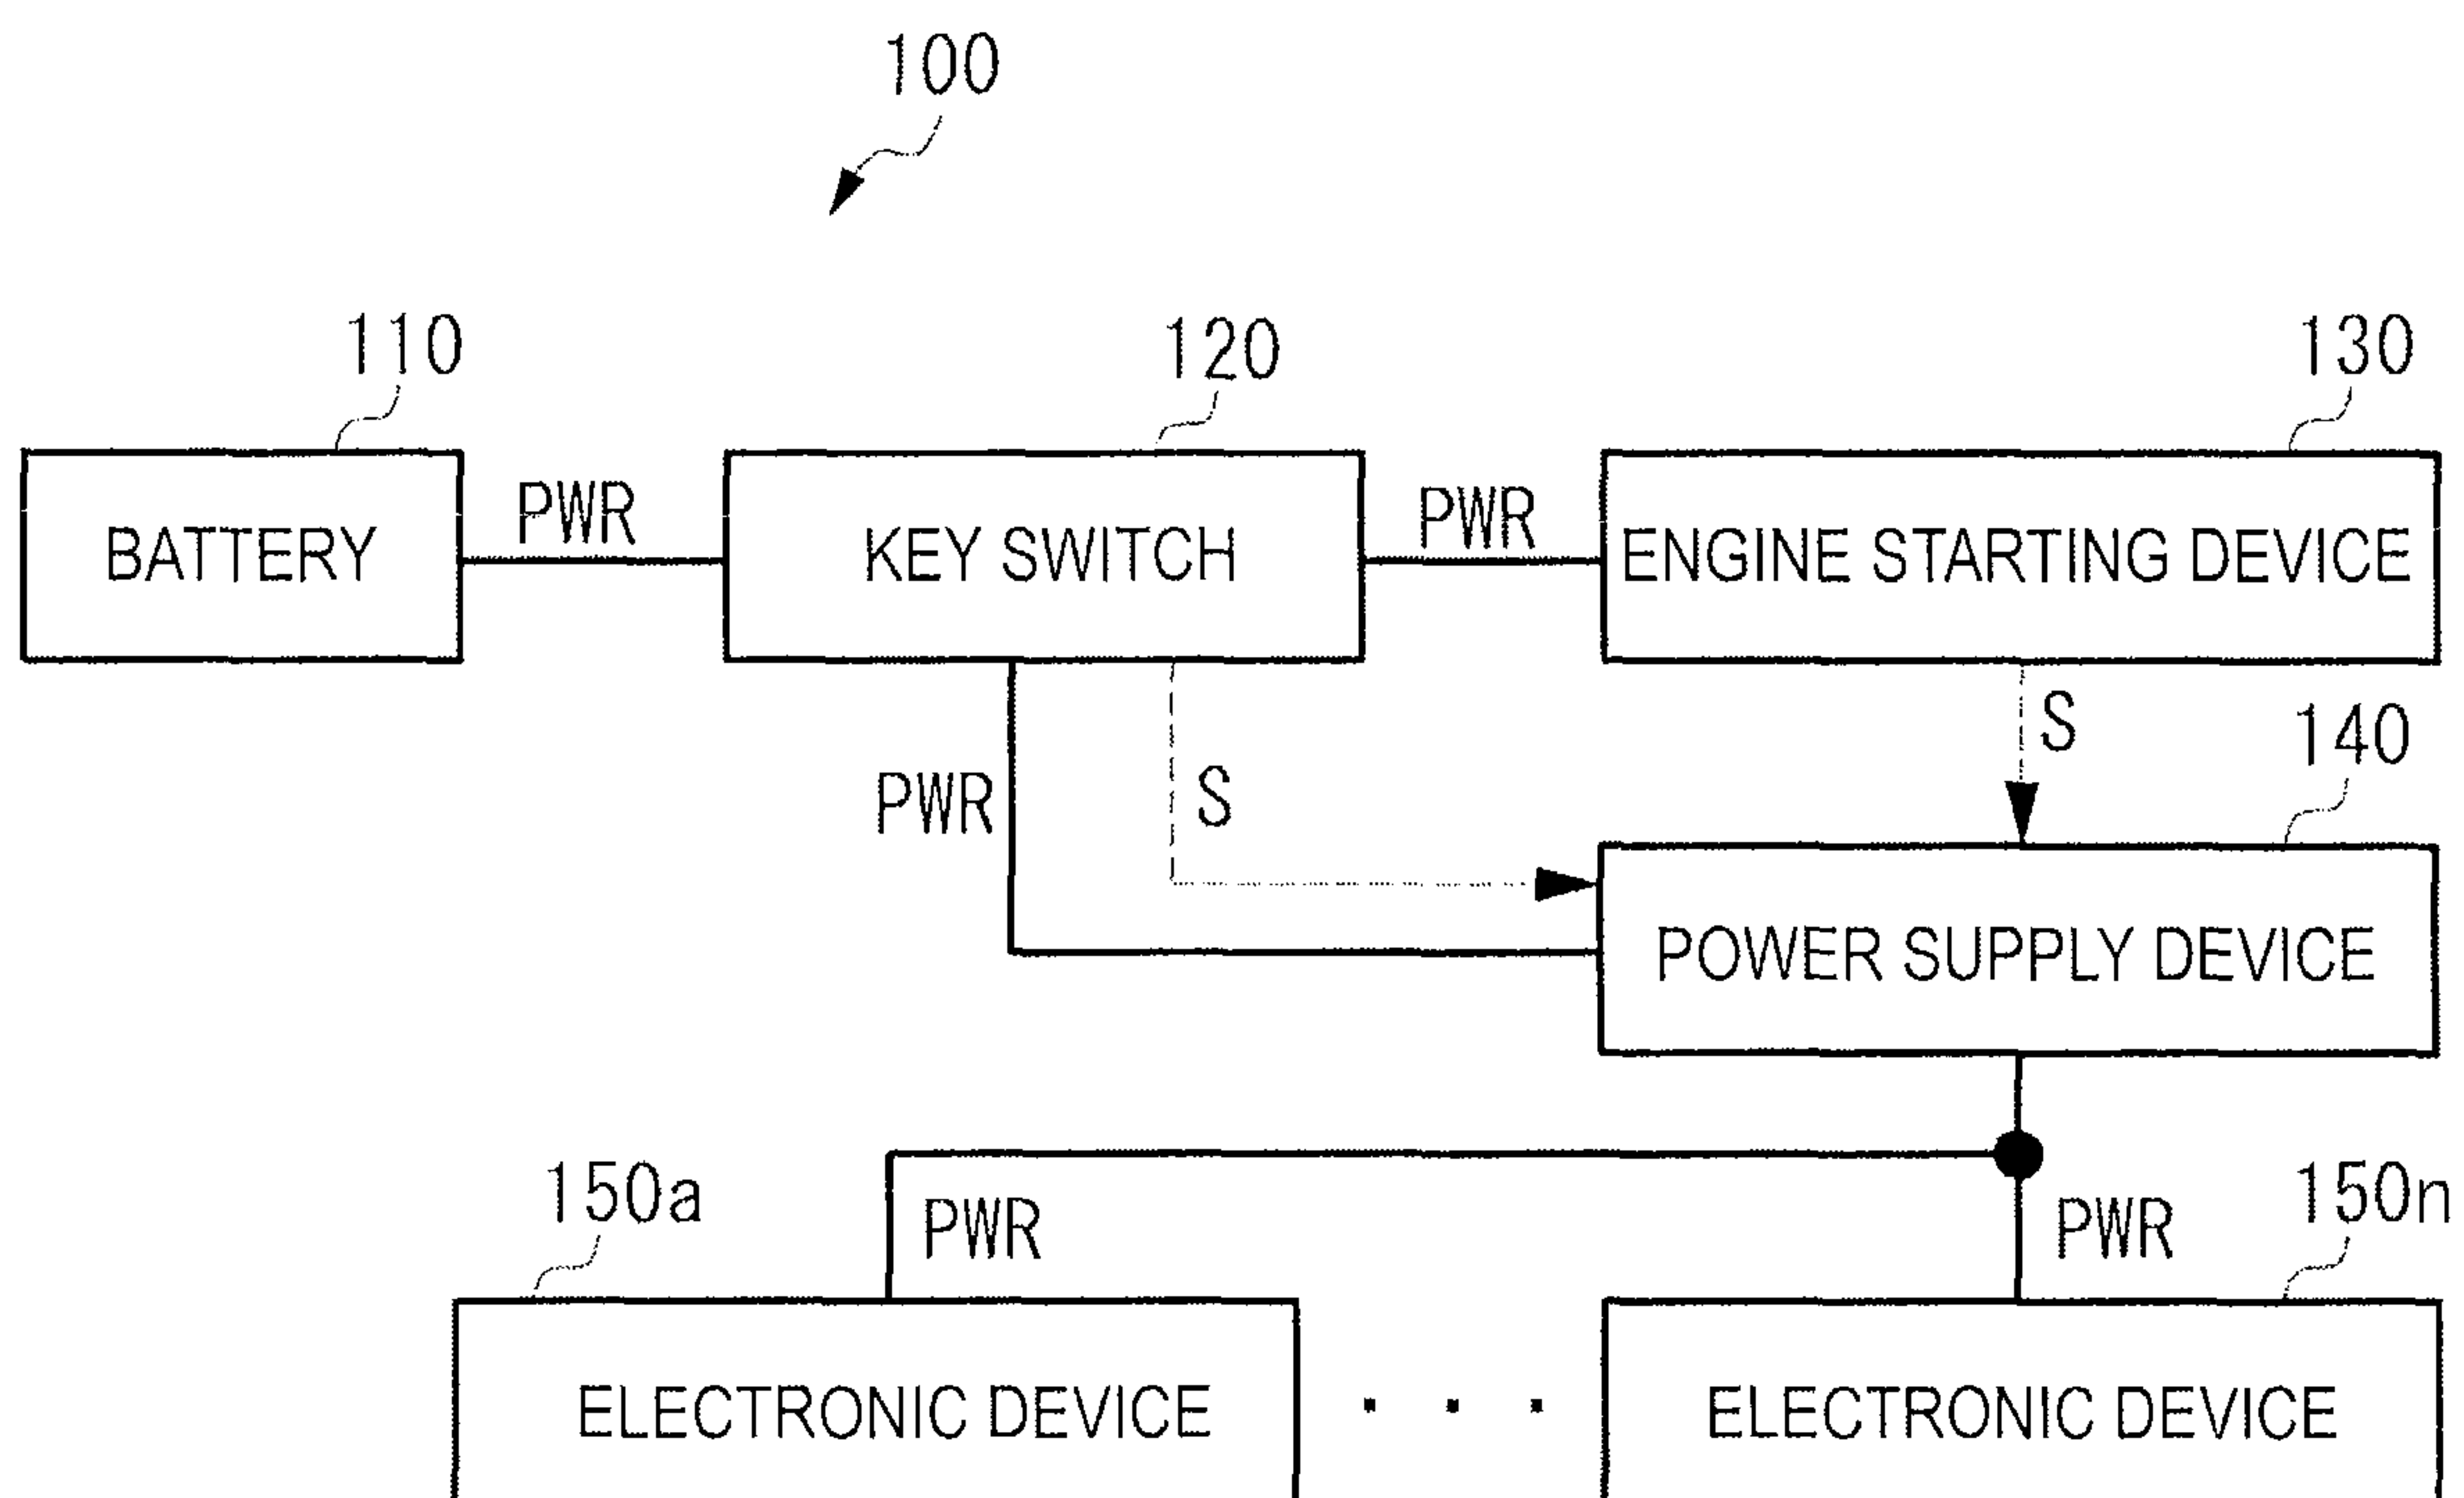 100
110
120
130
BATTERY
PWR
KEY SWITCH
PWR
ENGINE STARTING DEVICE
S
140
PWR
S
POWER SUPPLY DEVICE
150a
PWR
PWR
150n
ELECTRONIC DEVICE
. . .
ELECTRONIC DEVICE